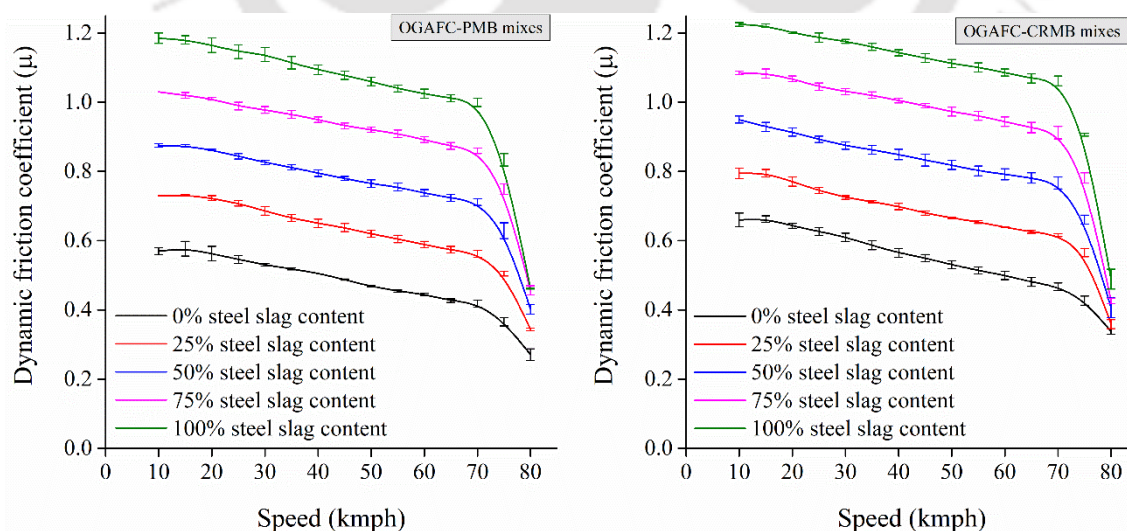 OGAFC-PMB mixes
Dynamic friction coefficient (μ)
1.2
1.0
0.8
0.6
0.4
0.2
0.0
0% steel slag content
25% steel slag content
50% steel slag content
75% steel slag content
100% steel slag content
10 20 30 40 50 60 70 80
Speed (kmph)
OGAFC-CRMB mixes
Dynamic friction coefficient (μ)
1.2
1.0
0.8
0.6
0.4
0.2
0.0
0% steel slag content
25% steel slag content
50% steel slag content
75% steel slag content
100% steel slag content
10 20 30 40 50 60 70 80
Speed (kmph)